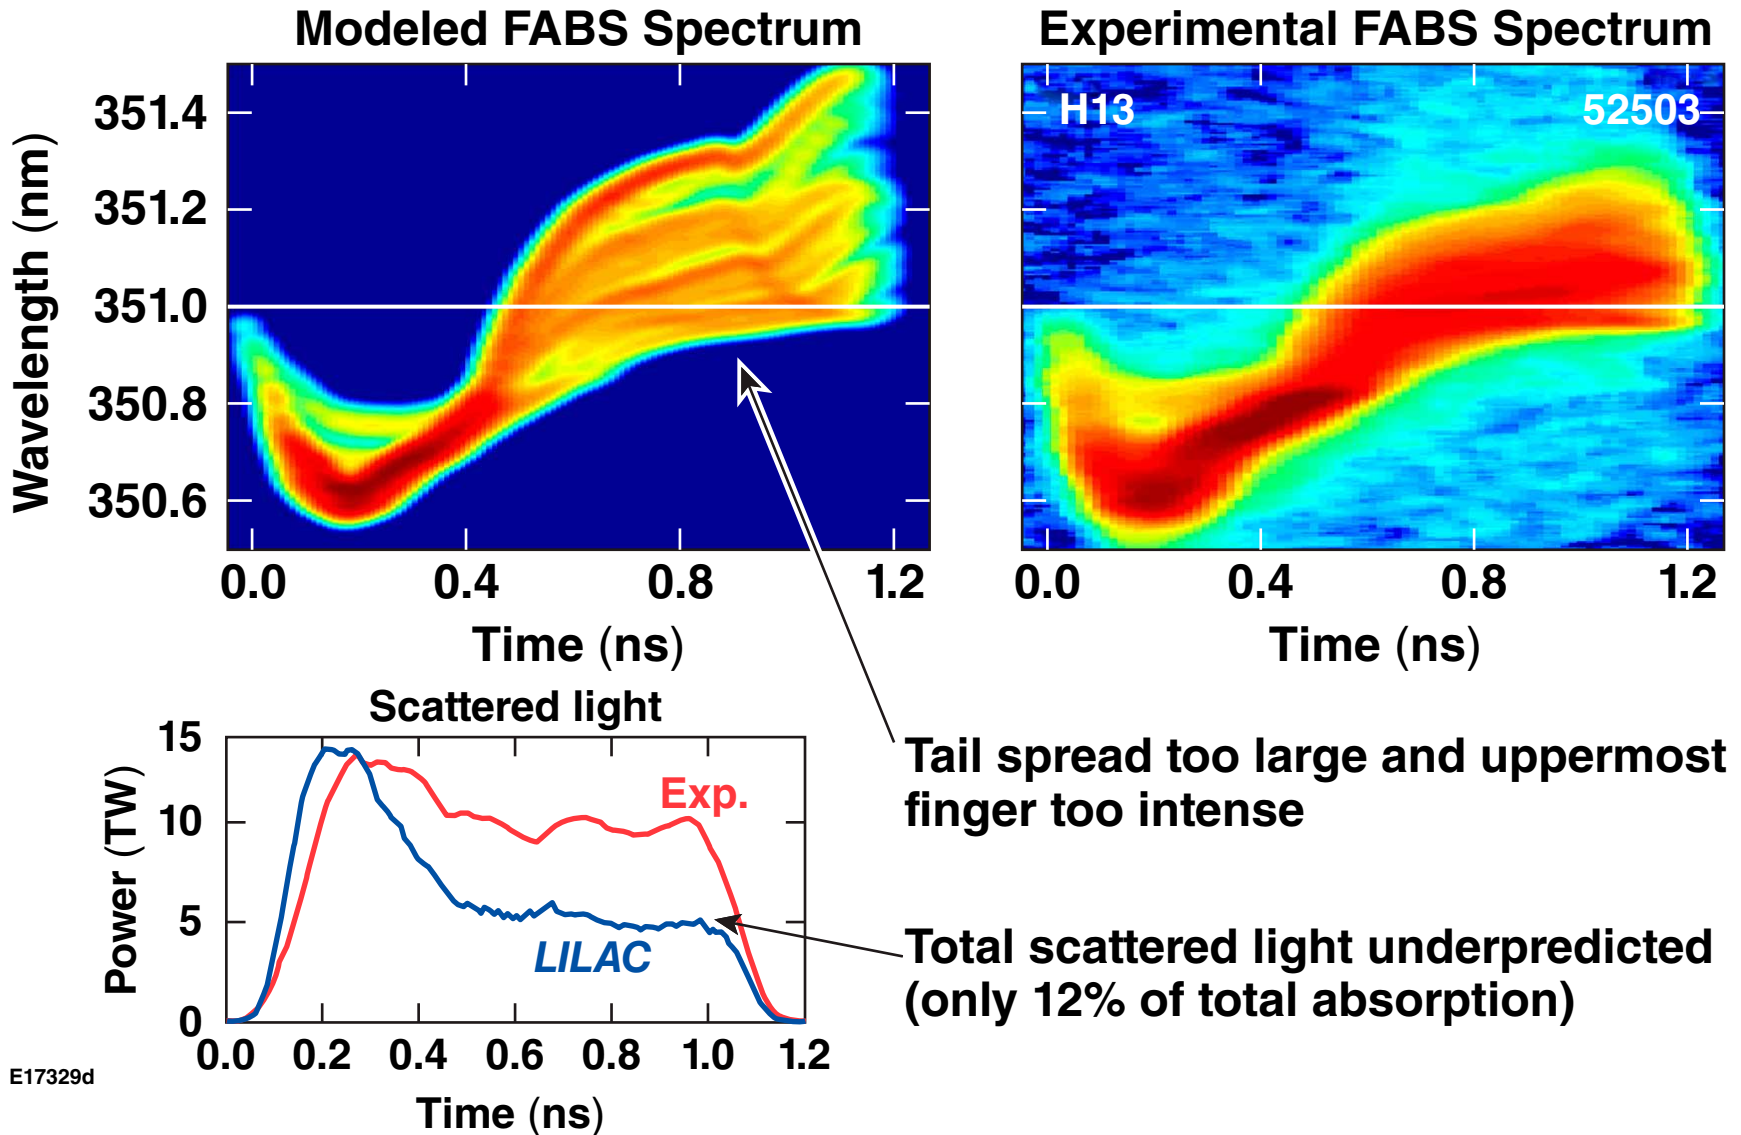 Modeled FABS Spectrum
Experimental FABS Spectrum
Wavelength (nm)
351.4
351.2
351.0
350.8
350.6
H13
52503
0.0 0.4 0.8 1.2
0.0 0.4 0.8 1.2
Time (ns)
Time (ns)
Scattered light
Power (TW)
15
10
5
0
Exp.
LILAC
0.0 0.2 0.4 0.6 0.8 1.0 1.2
Time (ns)
Tail spread too large and uppermost
finger too intense
Total scattered light underpredicted
(only 12% of total absorption)
E17329d